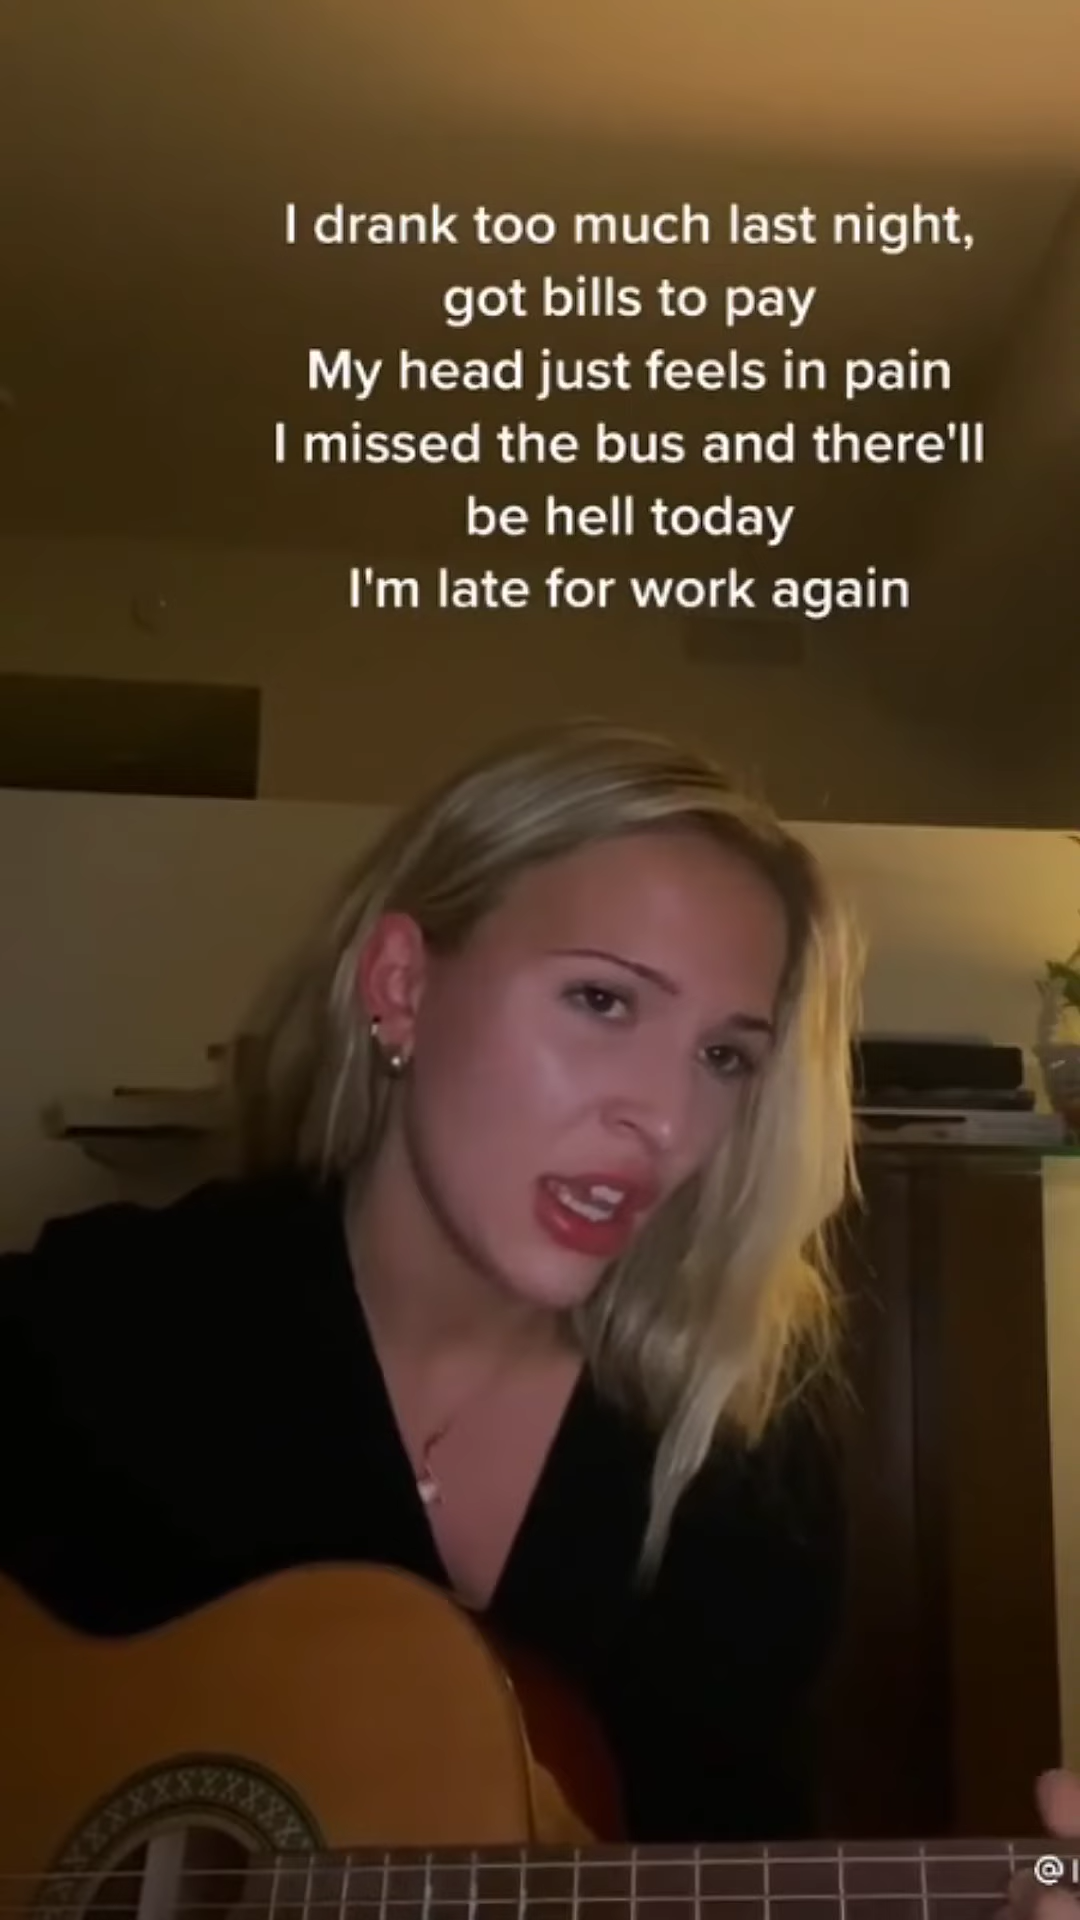 I drank too much last night,
got bills to pay
My head just feels in pain
I missed the bus and there'll
be hell today
I'm late for work again
@